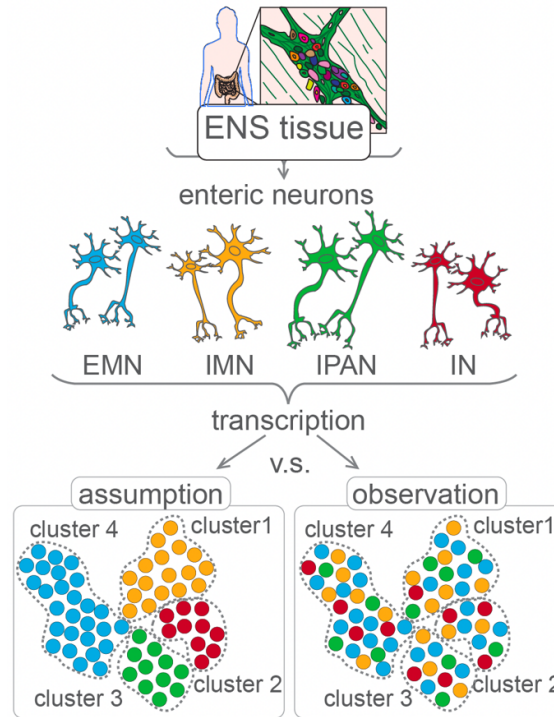 ENS tissue
enteric neurons
EMN IMN IPAN IN
transcription
v.s.
assumption observation
cluster 4 cluster1 cluster 4 cluster1
cluster 3 cluster 2 cluster 3 cluster 2